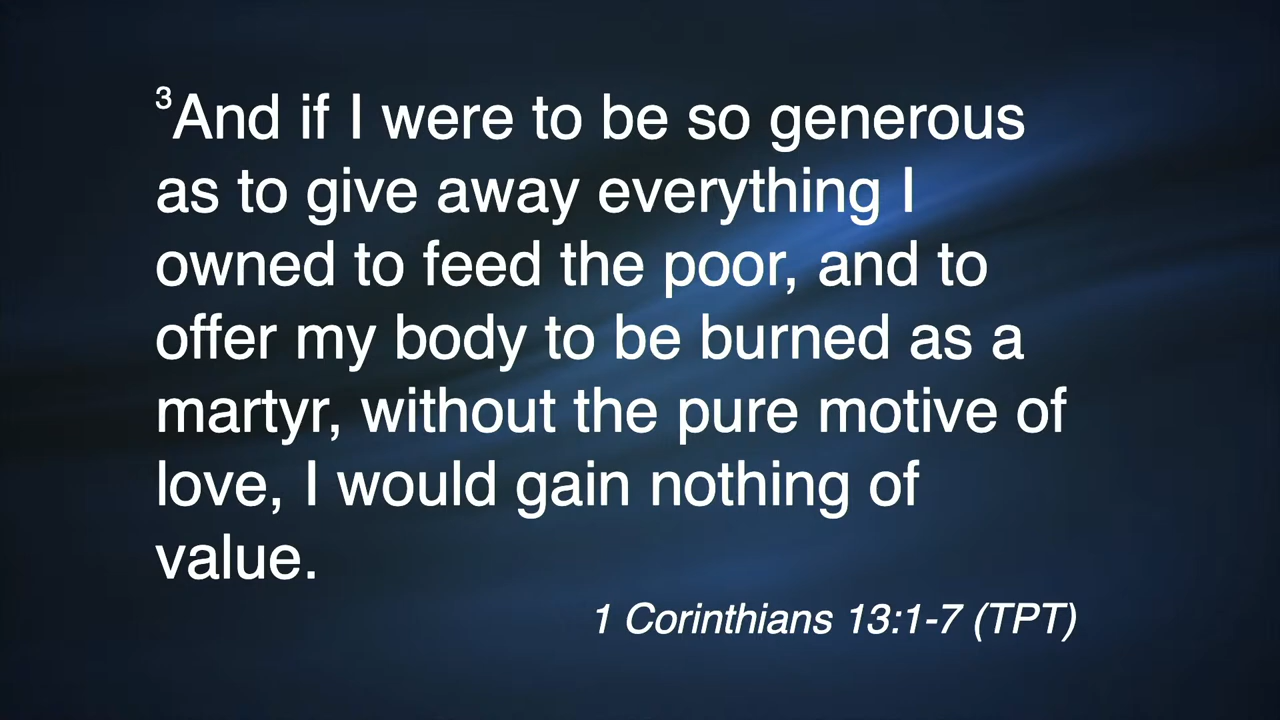 ³And if I were to be so generous
as to give away everything I
owned to feed the poor, and to
offer my body to be burned as a
martyr, without the pure motive of
love, I would gain nothing of
value.
1 Corinthians 13:1-7 (TPT)